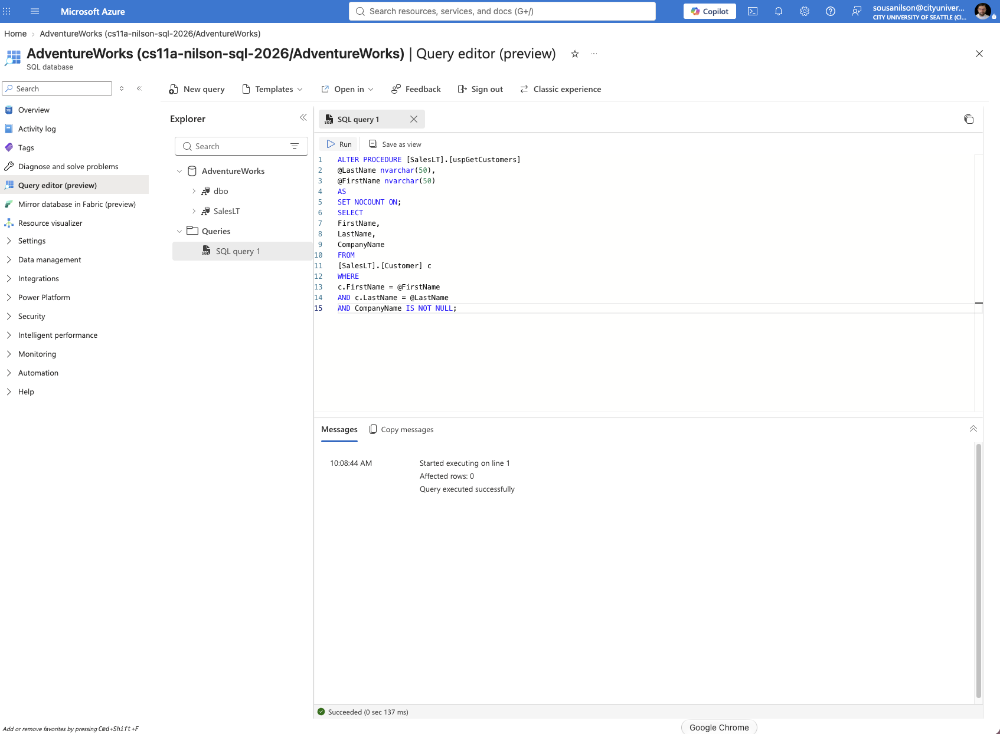 Microsoft Azure
Search resources, services, and docs (G+/)
Copilot
sousanilson@cityuniver...
CITY UNIVERSITY OF SEATTLE (CI...
Home > AdventureWorks (cs11a-nilson-sql-2026/AdventureWorks)
AdventureWorks (cs11a-nilson-sql-2026/AdventureWorks) | Query editor (preview)
SQL database
Search
New query
Templates
Open in
Feedback
Sign out
Classic experience
Overview
Activity log
Tags
Diagnose and solve problems
Query editor (preview)
Mirror database in Fabric (preview)
Resource visualizer
Settings
Data management
Integrations
Power Platform
Security
Intelligent performance
Monitoring
Automation
Help
Explorer
Search
AdventureWorks
dbo
SalesLT
Queries
SQL query 1
SQL query 1
Run
Save as view
1 ALTER PROCEDURE [SalesLT].[uspGetCustomers]
2 @LastName nvarchar(50),
3 @FirstName nvarchar(50)
4 AS
5 SET NOCOUNT ON;
6 SELECT
7 FirstName,
8 LastName,
9 CompanyName
10 FROM
11 [SalesLT].[Customer] c
12 WHERE
13 c.FirstName = @FirstName
14 AND c.LastName = @LastName
15 AND CompanyName IS NOT NULL;
Messages
Copy messages
10:08:44 AM Started executing on line 1
Affected rows: 0
Query executed successfully
Succeeded (0 sec 137 ms)
Add or remove favorites by pressing Cmd+Shift+F
Google Chrome